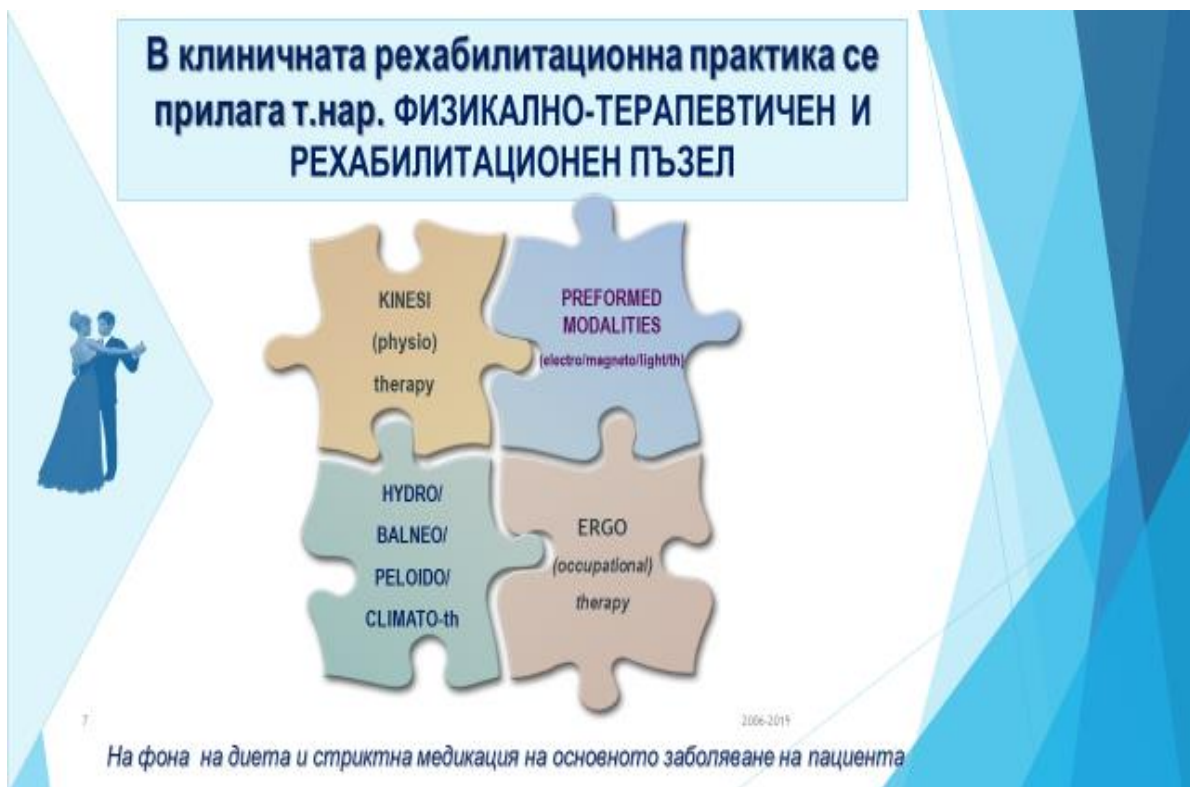 В клиничната рехабилитационна практика се
прилага т.нар. ФИЗИКАЛНО-ТЕРАПЕВТИЧЕН И
РЕХАБИЛИТАЦИОНЕН ПЪЗЕЛ
KINESI
(physio)
therapy
PREFORMED
MODALITIES
(electro/magneto/light/th)
HYDRO/
BALNEO/
PELOIDO/
CLIMATO-th
ERGO
(occupational)
therapy
7
2006-2019
На фона на диета и стриктна медикация на основното заболяване на пациента